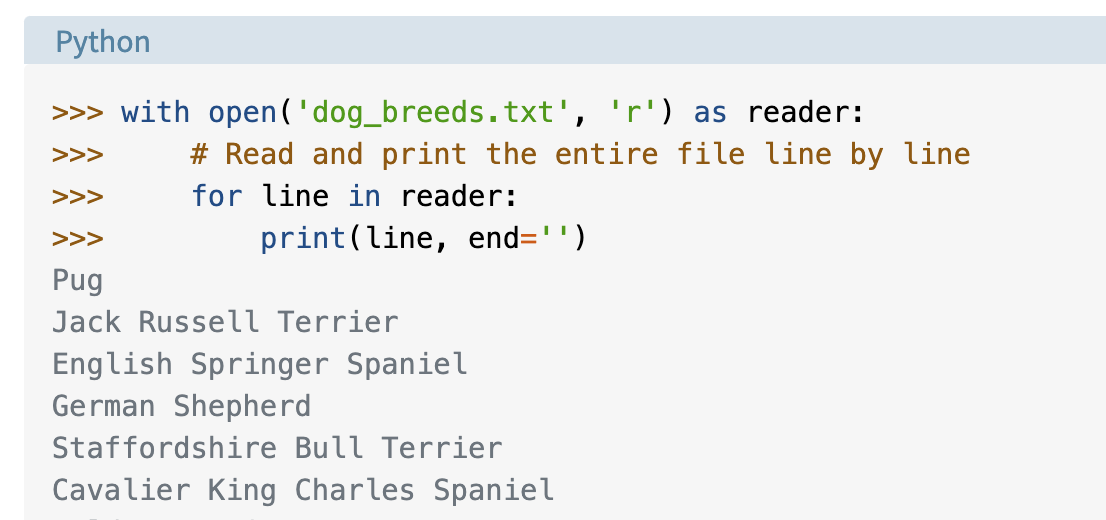 Python
>>> with open('dog_breeds.txt', 'r') as reader:
>>>     # Read and print the entire file line by line
>>>     for line in reader:
>>>         print(line, end='')
Pug
Jack Russell Terrier
English Springer Spaniel
German Shepherd
Staffordshire Bull Terrier
Cavalier King Charles Spaniel